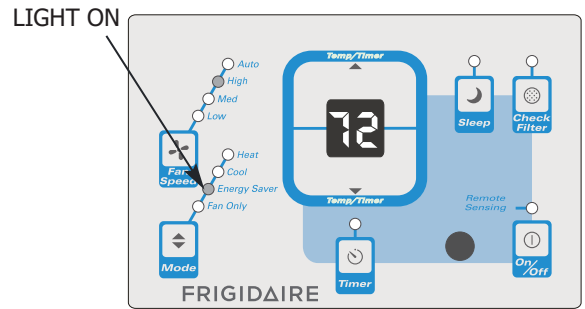 LIGHT ON
Auto
High
Med
Low
Fan
Speed
Heat
Cool
Energy Saver
Fan Only
Mode
Temp/Timer
72
Temp/Timer
Timer
Sleep
Check
Filter
Remote
Sensing
On/Off
FRIGIDAIRE